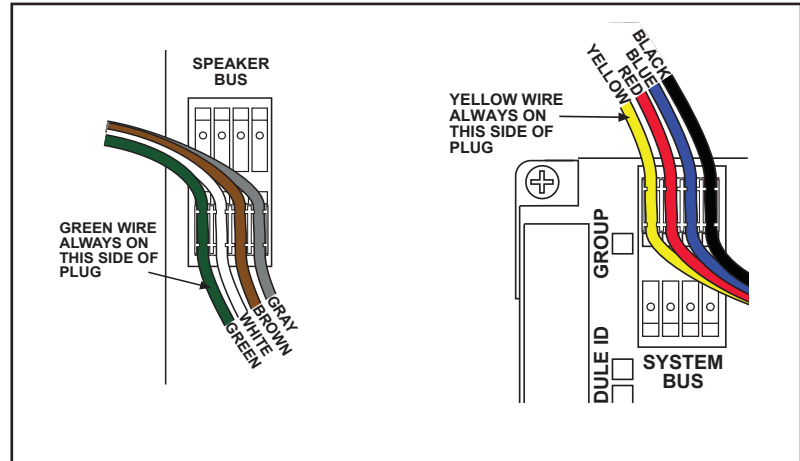 SPEAKER
BUS
GREEN WIRE
ALWAYS ON
THIS SIDE OF
PLUG
GREEN
WHITE
BROWN
GRAY
YELLOW WIRE
ALWAYS ON
THIS SIDE OF
PLUG
YELLOW
RED
BLUE
BLACK
GROUP
DULE ID
SYSTEM
BUS